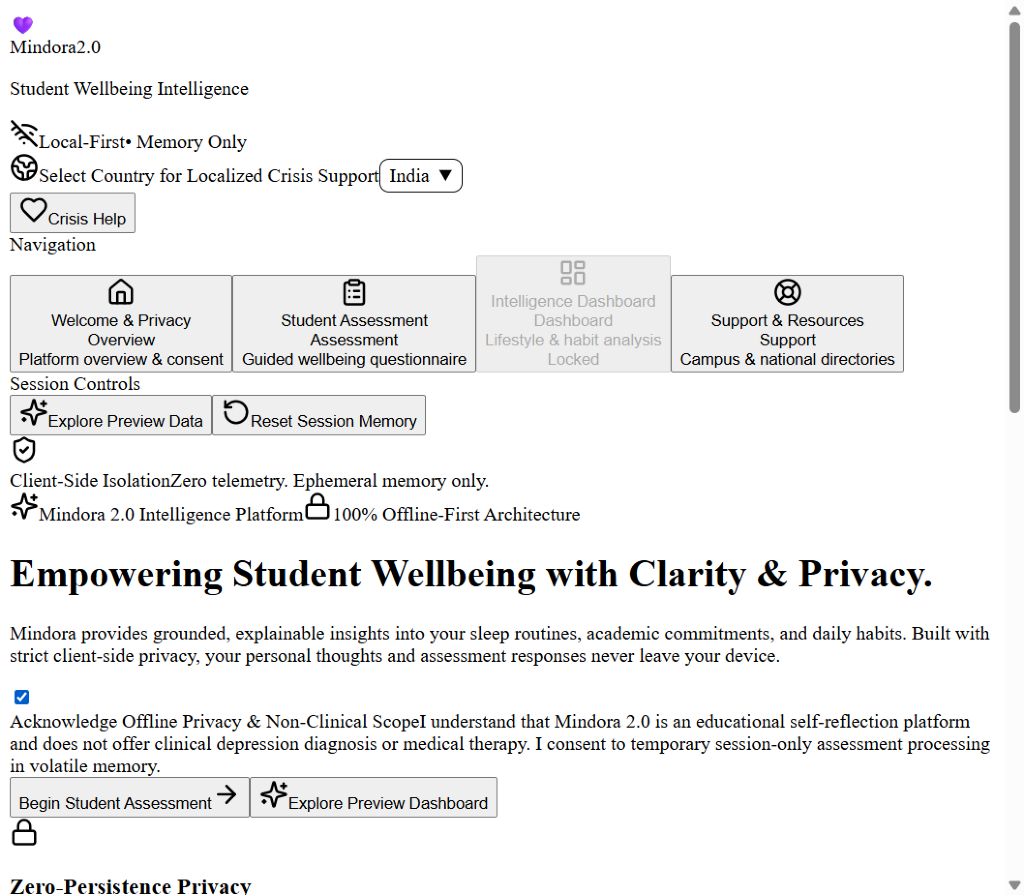 Mindora2.0
Student Wellbeing Intelligence
Local-First• Memory Only
Select Country for Localized Crisis Support India ▼
Crisis Help
Navigation
Welcome & Privacy
Overview
Platform overview & consent
Student Assessment
Assessment
Guided wellbeing questionnaire
Intelligence Dashboard
Dashboard
Lifestyle & habit analysis
Locked
Support & Resources
Support
Campus & national directories
Session Controls
Explore Preview Data Reset Session Memory
Client-Side IsolationZero telemetry. Ephemeral memory only.
Mindora 2.0 Intelligence Platform 100% Offline-First Architecture
Empowering Student Wellbeing with Clarity & Privacy.
Mindora provides grounded, explainable insights into your sleep routines, academic commitments, and daily habits. Built with
strict client-side privacy, your personal thoughts and assessment responses never leave your device.
Acknowledge Offline Privacy & Non-Clinical ScopeI understand that Mindora 2.0 is an educational self-reflection platform
and does not offer clinical depression diagnosis or medical therapy. I consent to temporary session-only assessment processing
in volatile memory.
Begin Student Assessment Explore Preview Dashboard
Zero-Persistence Privacy